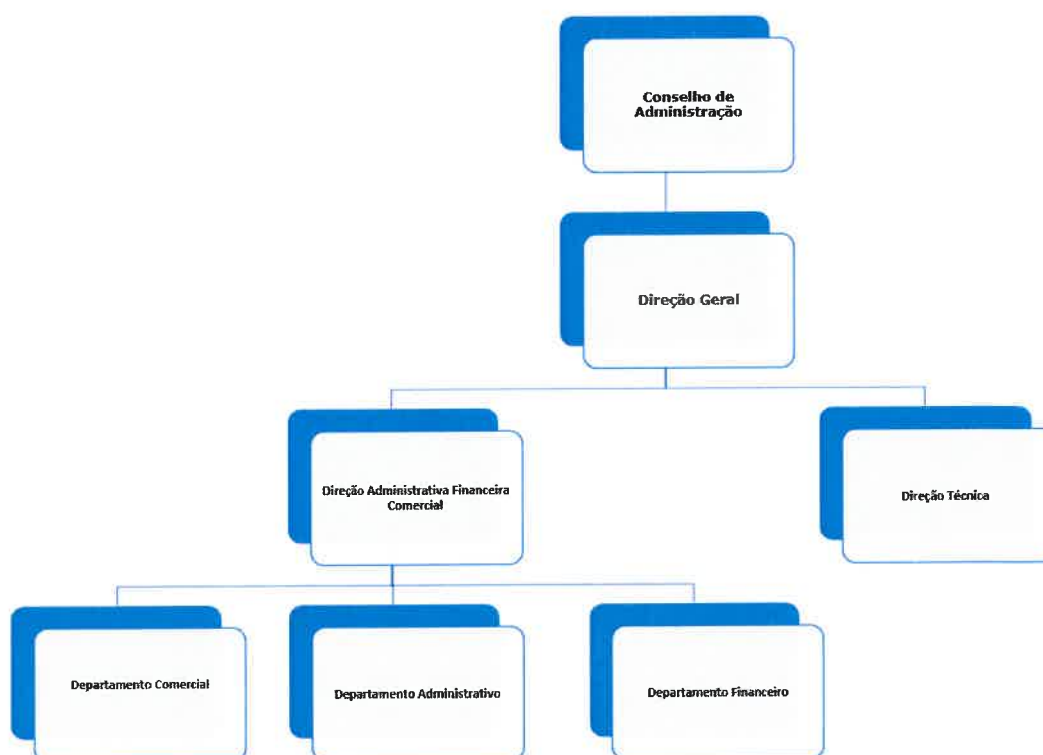 Conselho de
Administração
Direção Geral
Direção Administrativa Financeira
Comercial
Direção Técnica
Departamento Comercial
Departamento Administrativo
Departamento Financeiro